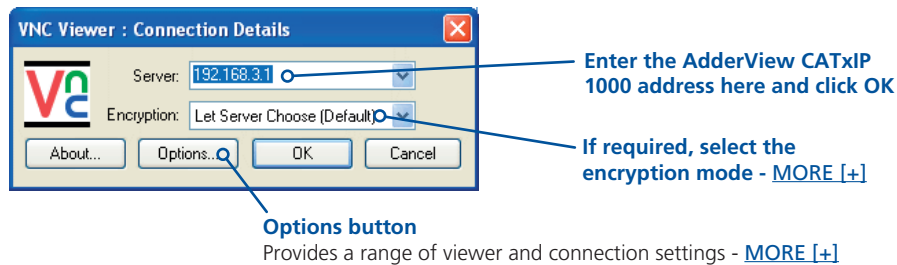 VNC Viewer : Connection Details
VNC
Server: 192.168.3.1
Encryption: Let Server Choose (Default)
About... Options... OK Cancel
Enter the AdderView CATxIP
1000 address here and click OK
If required, select the
encryption mode - MORE [+]
Options button
Provides a range of viewer and connection settings - MORE [+]